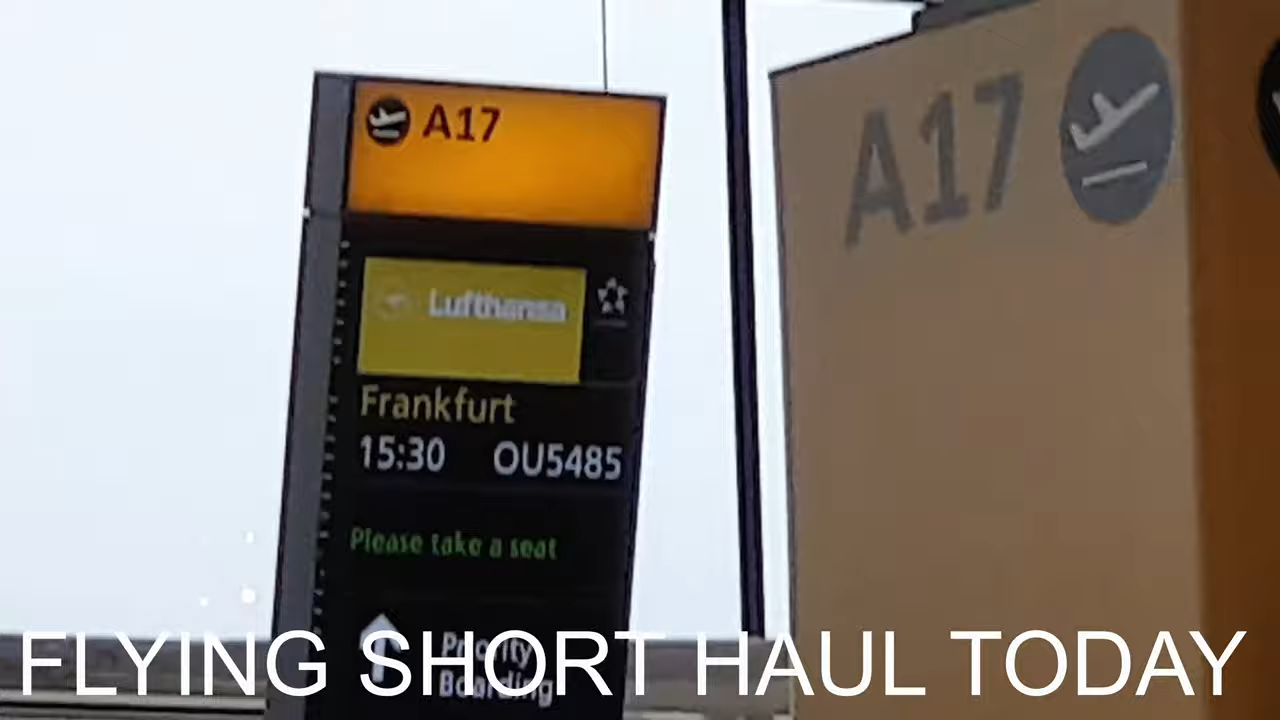 A17
Lufthansa
Frankfurt
15:30 OU5485
Please take a seat
Priority
Boarding
A17
FLYING SHORT HAUL TODAY